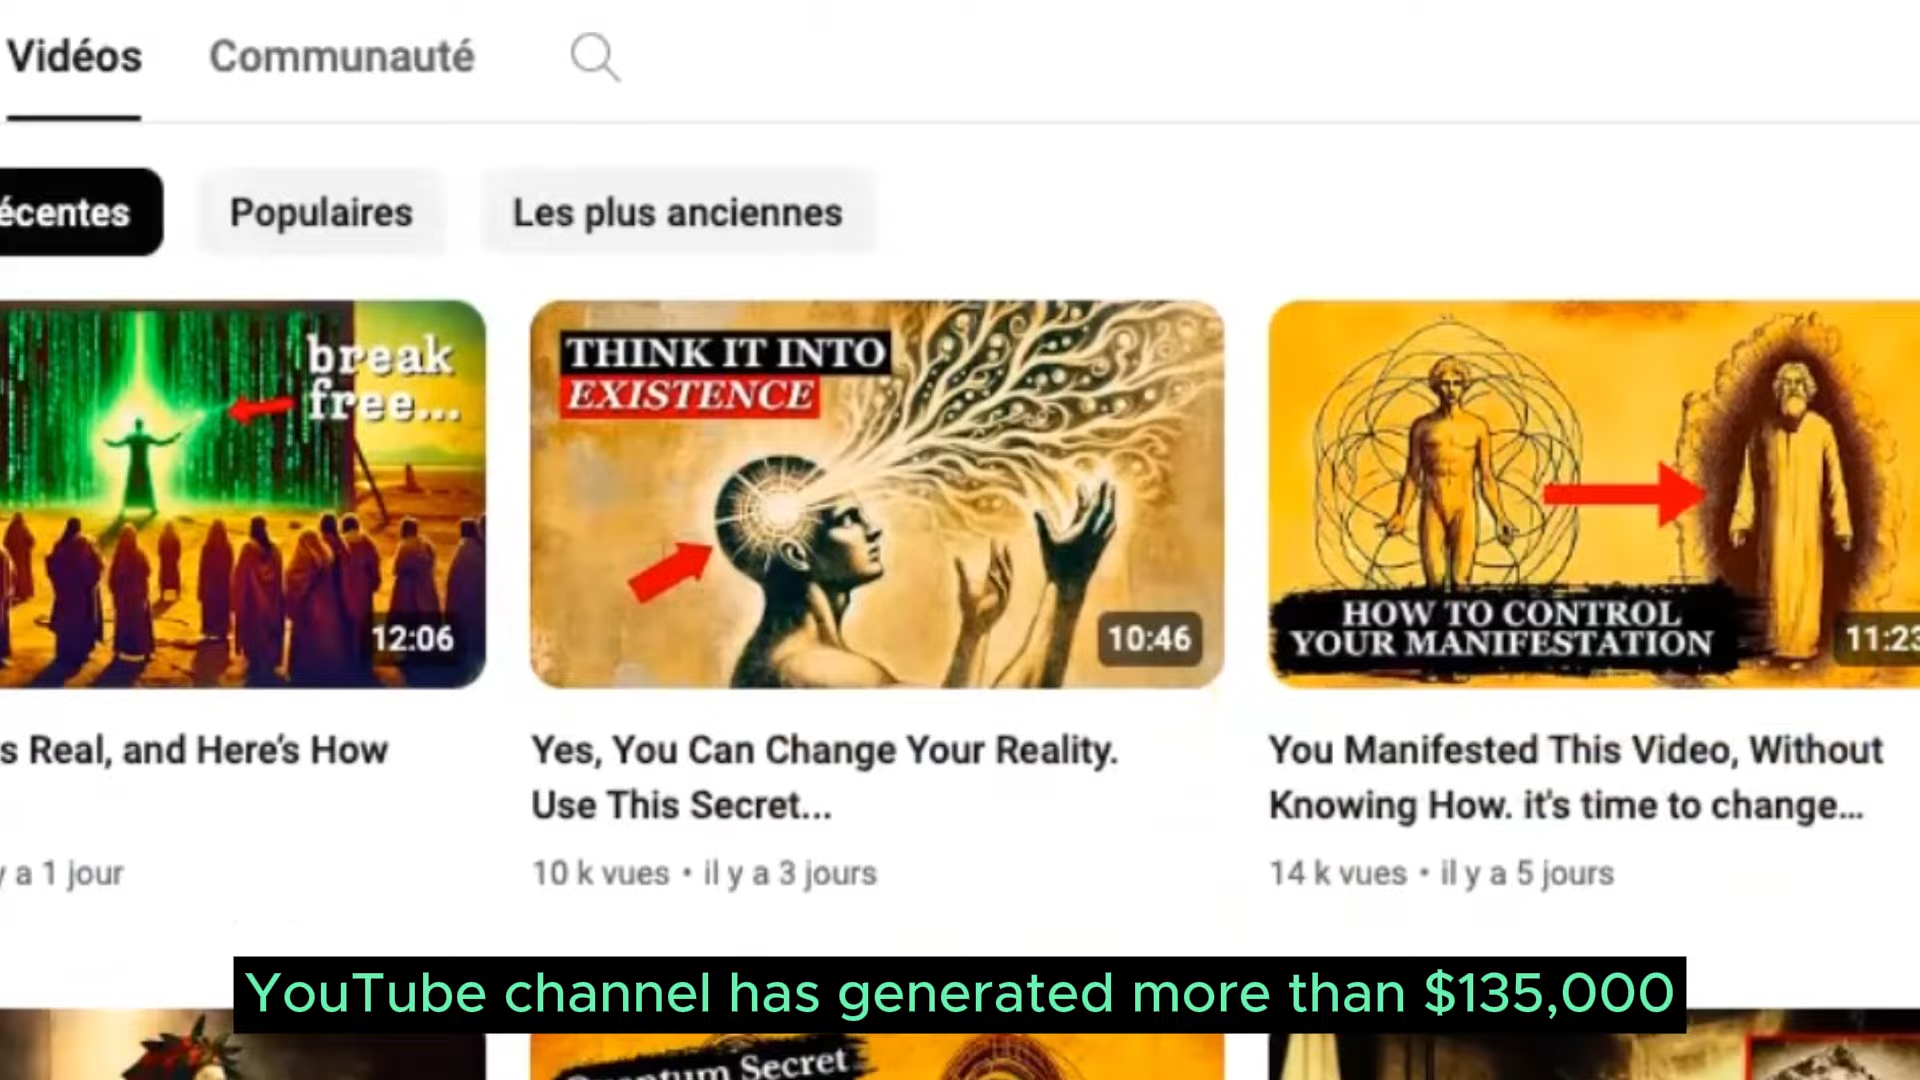 Vidéos Communauté
écentes Populaires Les plus anciennes
break
free...
12:06
THINK IT INTO
EXISTENCE
10:46
HOW TO CONTROL
YOUR MANIFESTATION
11:23
s Real, and Here's How
y a 1 jour
Yes, You Can Change Your Reality.
Use This Secret...
10 k vues • il y a 3 jours
You Manifested This Video, Without
Knowing How. it's time to change...
14 k vues • il y a 5 jours
YouTube channel has generated more than $135,000
Secret